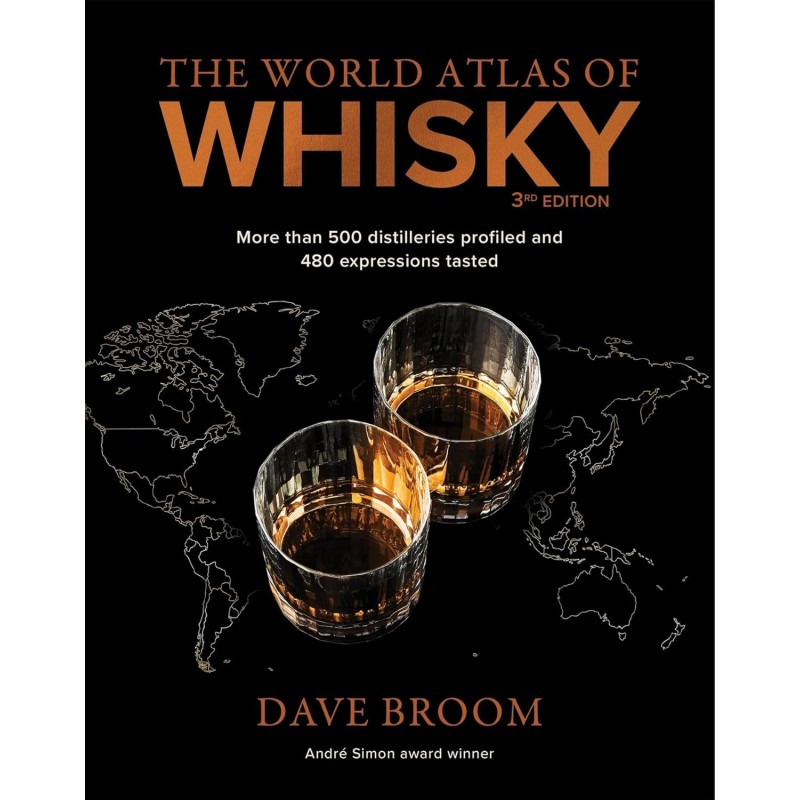 THE WORLD ATLAS OF
WHISKY
3RD EDITION
More than 500 distilleries profiled and
480 expressions tasted
DAVE BROOM
André Simon award winner